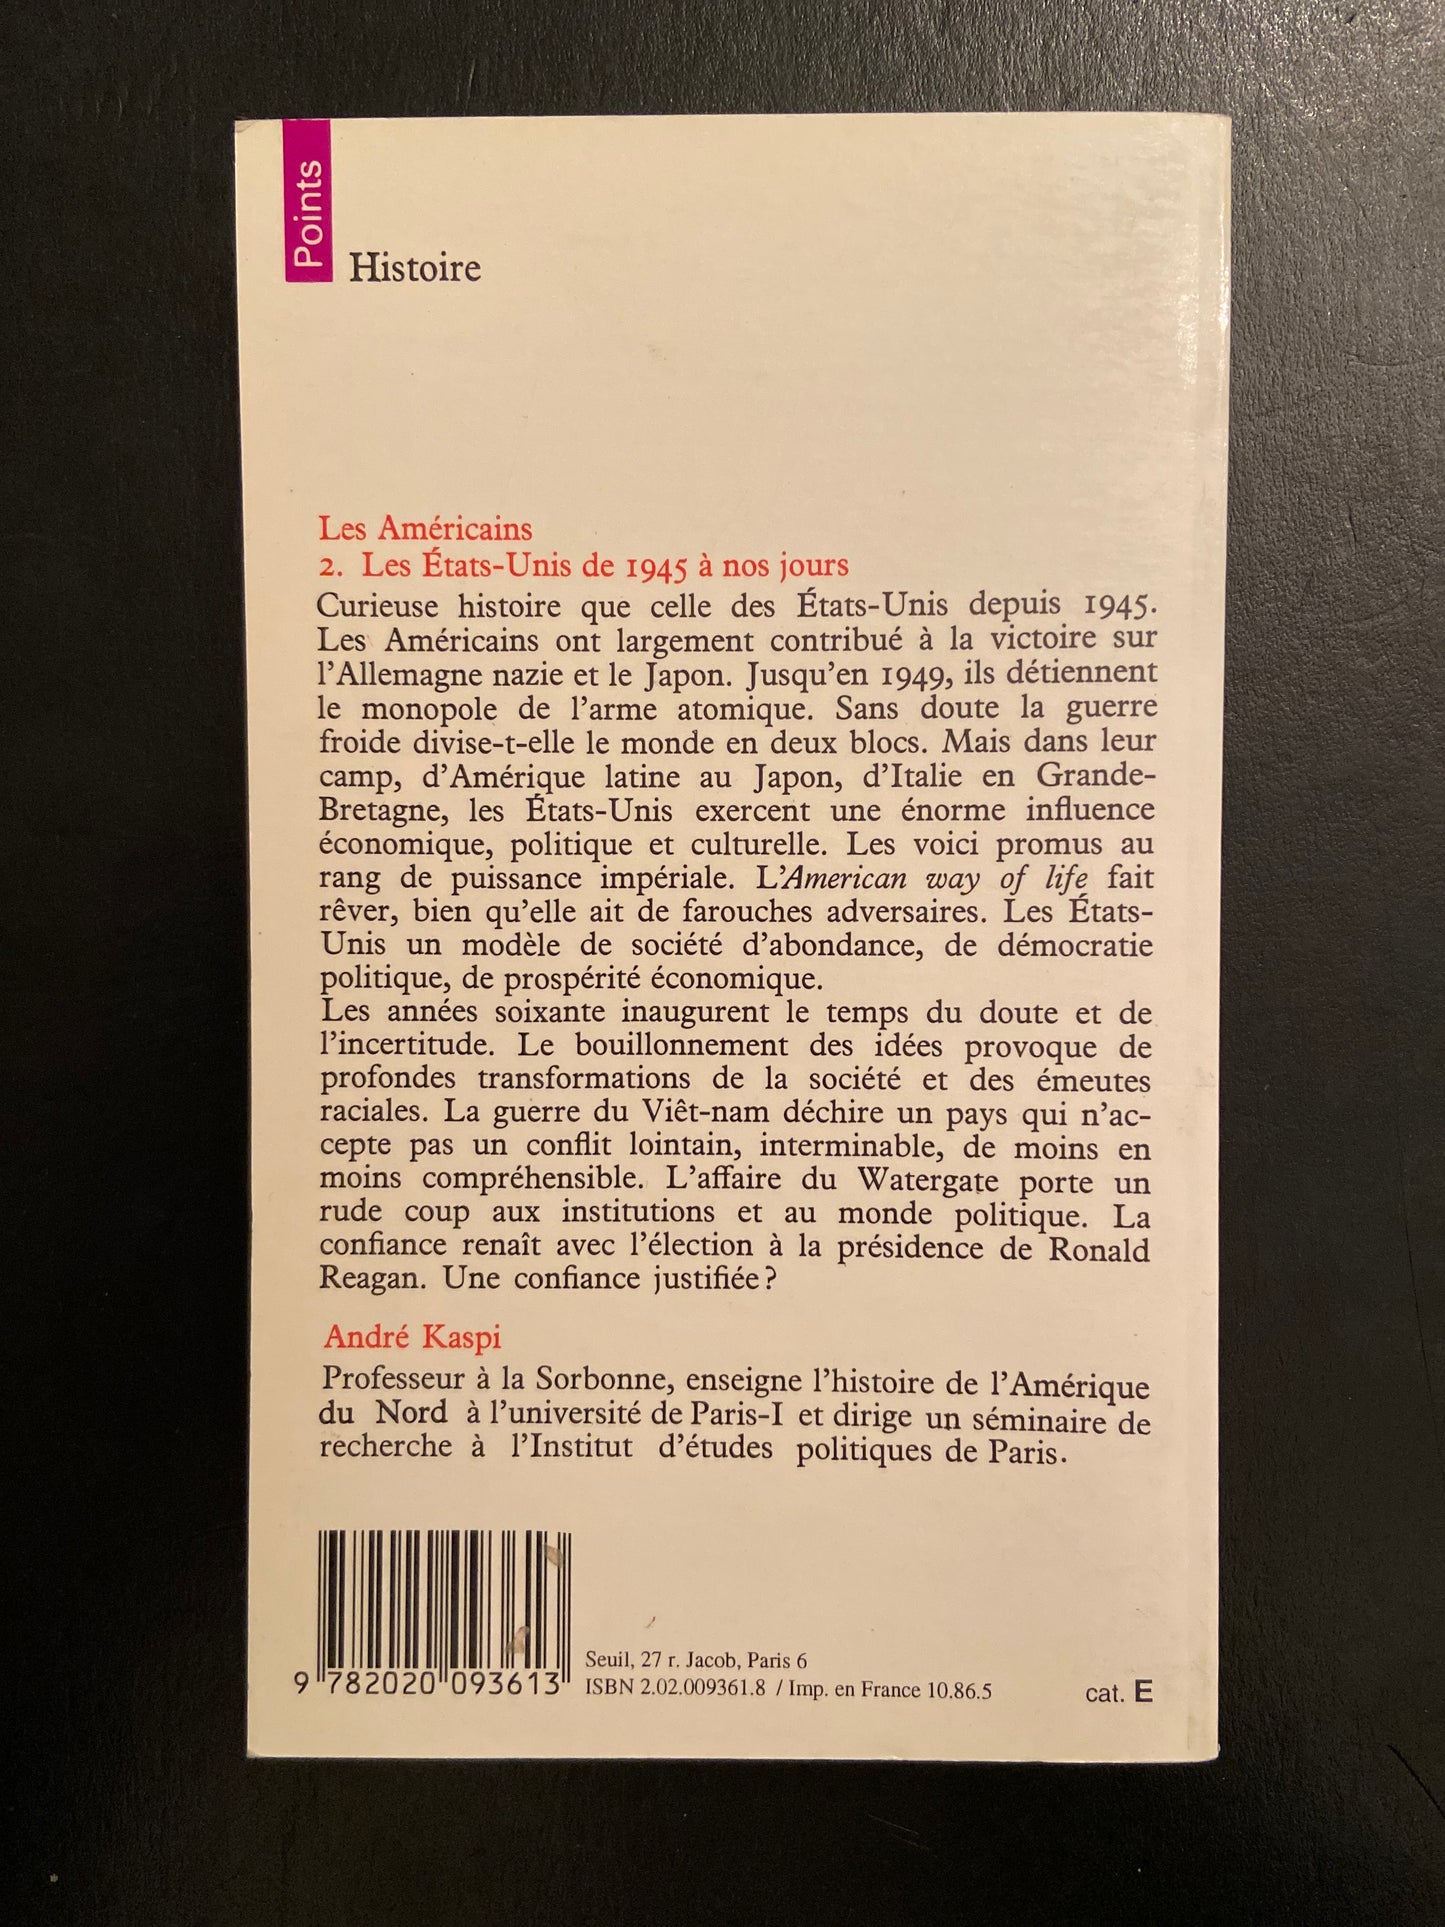 Points
Histoire
Les Américains
2. Les États-Unis de 1945 à nos jours
Curieuse histoire que celle des États-Unis depuis 1945.
Les Américains ont largement contribué à la victoire sur
l'Allemagne nazie et le Japon. Jusqu'en 1949, ils détiennent
le monopole de l'arme atomique. Sans doute la guerre
froide divise-t-elle le monde en deux blocs. Mais dans leur
camp, d'Amérique latine au Japon, d'Italie en Grande-
Bretagne, les États-Unis exercent une énorme influence
économique, politique et culturelle. Les voici promus au
rang de puissance impériale. L'American way of life fait
rêver, bien qu'elle ait de farouches adversaires. Les États-
Unis un modèle de société d'abondance, de démocratie
politique, de prospérité économique.
Les années soixante inaugurent le temps du doute et de
l'incertitude. Le bouillonnement des idées provoque de
profondes transformations de la société et des émeutes
raciales. La guerre du Viêt-nam déchire un pays qui n'ac-
cepte pas un conflit lointain, interminable, de moins en
moins compréhensible. L'affaire du Watergate porte un
rude coup aux institutions et au monde politique. La
confiance renaît avec l'élection à la présidence de Ronald
Reagan. Une confiance justifiée ?
André Kaspi
Professeur à la Sorbonne, enseigne l'histoire de l'Amérique
du Nord à l'université de Paris-I et dirige un séminaire de
recherche à l'Institut d'études politiques de Paris.
Seuil, 27 r. Jacob, Paris 6
9 782020 093613
ISBN 2.02.009361.8 / Imp. en France 10.86.5
cat. E